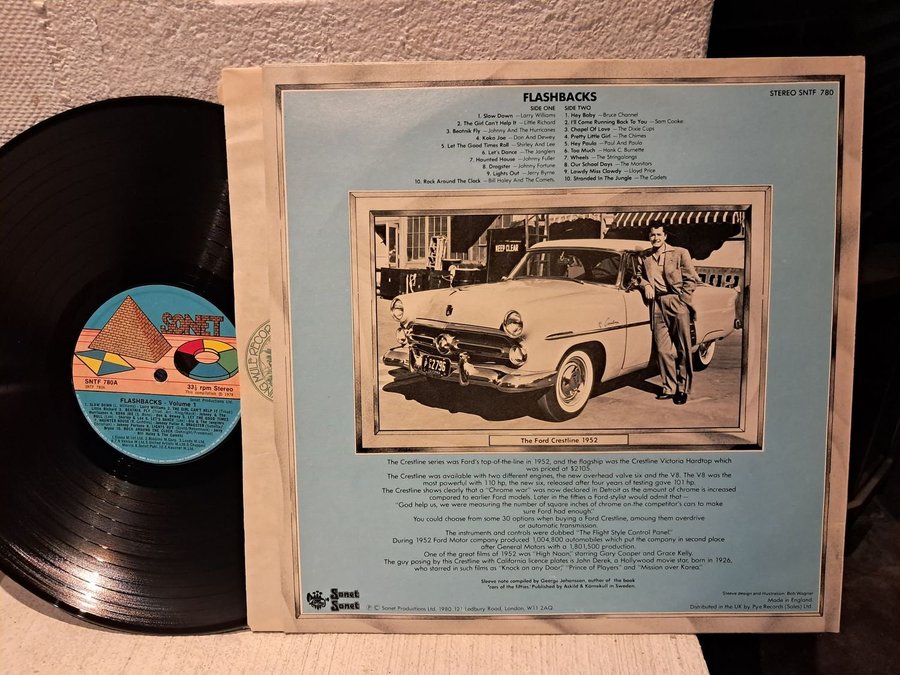 FLASHBACKS
STEREO SNTF 780
SIDE ONE
1. Slow Down —Larry Williams
2. The Girl Can't Help It —Little Richard
3. Beatnik Fly —Johnny And The Hurricanes
4. Koko Joe —Don And Dewey
5. Let The Good Times Roll —Shirley And Lee
6. Let's Dance —The Janglers
7. Haunted House —Johnny Fuller
8. Dragster —Johnny Fortune
9. Lights Out —Jerry Byrne
10. Rock Around The Clock —Bill Haley And The Comets.
SIDE TWO
1. Hey Baby —Bruce Channel
2. I'll Come Running Back To You —Sam Cooke
3. Chapel Of Love —The Dixie Cups
4. Pretty Little Girl —The Chimes
5. Hey Paula —Paul And Paula
6. Too Much —Hank C. Burnette
7. Wheels —The Stringalongs
8. Our School Days —The Monitors
9. Lawdy Miss Clawdy —Lloyd Price
10. Stranded In The Jungle —The Cadets
KEEP CLEAR
The Ford Crestline 1952
The Crestline series was Ford's top-of-the-line in 1952, and the flagship was the Crestline Victoria Hardtop which
was priced at $2105.
The Crestline was available with two different engines, the new overhead valve six and the V8. The V8 was the
most powerful with 110 hp, the new six, released after four years of testing gave 101 hp.
The Crestline shows clearly that a "Chrome war" was now declared in Detroit as the amount of chrome is increased
compared to earlier Ford models. Later in the fifties a Ford-stylist would admit that —
"God help us, we were measuring the number of square inches of chrome on the competitor's cars to make
sure Ford had enough"
You could choose from some 30 options when buying a Ford Crestline, amoung them overdrive
or automatic transmission.
The instruments and controls were dubbed "The Flight Style Control Panel"
During 1952 Ford Motor company produced 1,004,800 automobiles which put the company in second place
after General Motors with a 1,801,500 production.
One of the great films of 1952 was "High Noon", starring Gary Cooper and Grace Kelly.
The guy posing by this Crestline with California licence plates is John Derek, a Hollywood movie star, born in 1926,
who starred in such films as "Knock on any Door," "Prince of Players" and "Mission over Korea"
Sleeve note compiled by George Johansson, author of the book
"cars of the fifties. Published by Askild & Kärnekull in Sweden.
Sonet
Sonet
Ⓟ © Sonet Productions Ltd, 1980, 121 Ledbury Road, London, W11 2AQ
Sleeve design and illustration: Bob Wagner
Made in England.
Distributed in the UK by Pye Records (Sales) Ltd.
SONET
SNTF 780A
33⅓ rpm Stereo
FLASHBACKS - Volume 1